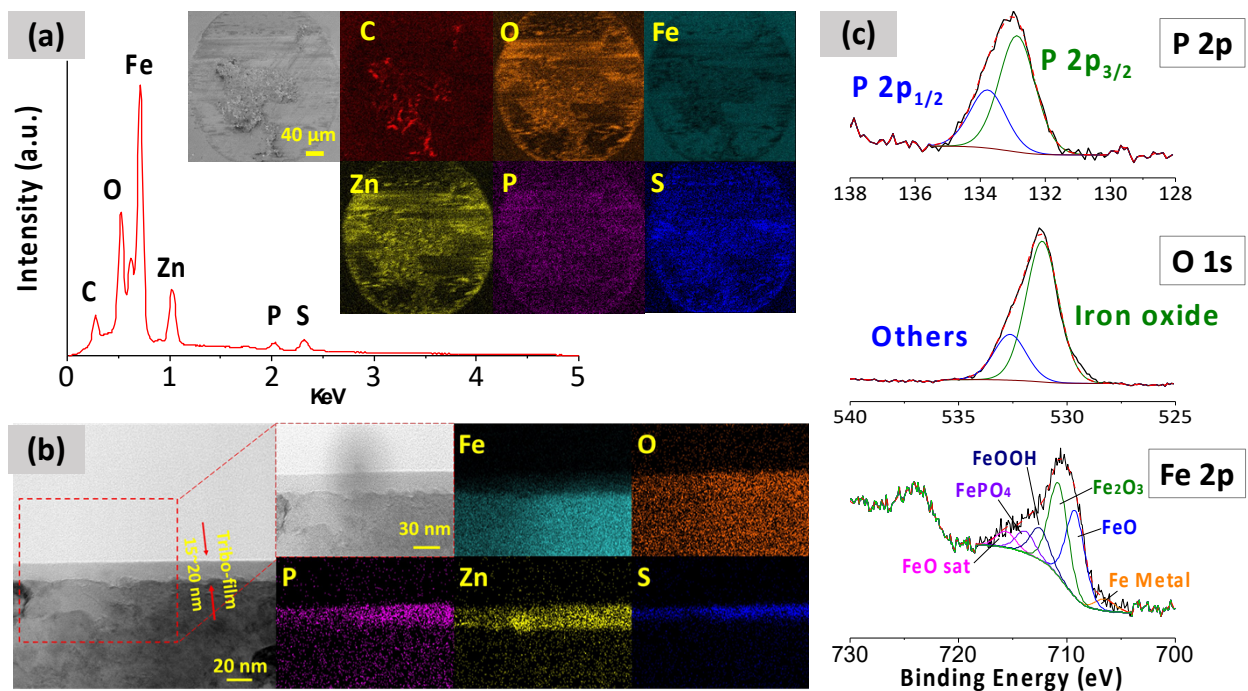 (a)
Intensity (a.u.)
C
O
Fe
Zn
P
S
0
1
2
3
4
5
KeV
40 μm
C
O
Fe
Zn
P
S
(b)
Tribo-film
15~20 nm
20 nm
30 nm
Fe
O
P
Zn
S
(c)
P 2p
P 2p3/2
P 2p1/2
138
136
134
132
130
128
O 1s
Iron oxide
Others
540
535
530
525
Fe 2p
FeOOH
FePO₄
Fe₂O₃
FeO
FeO sat
Fe Metal
730
720
710
700
Binding Energy (eV)